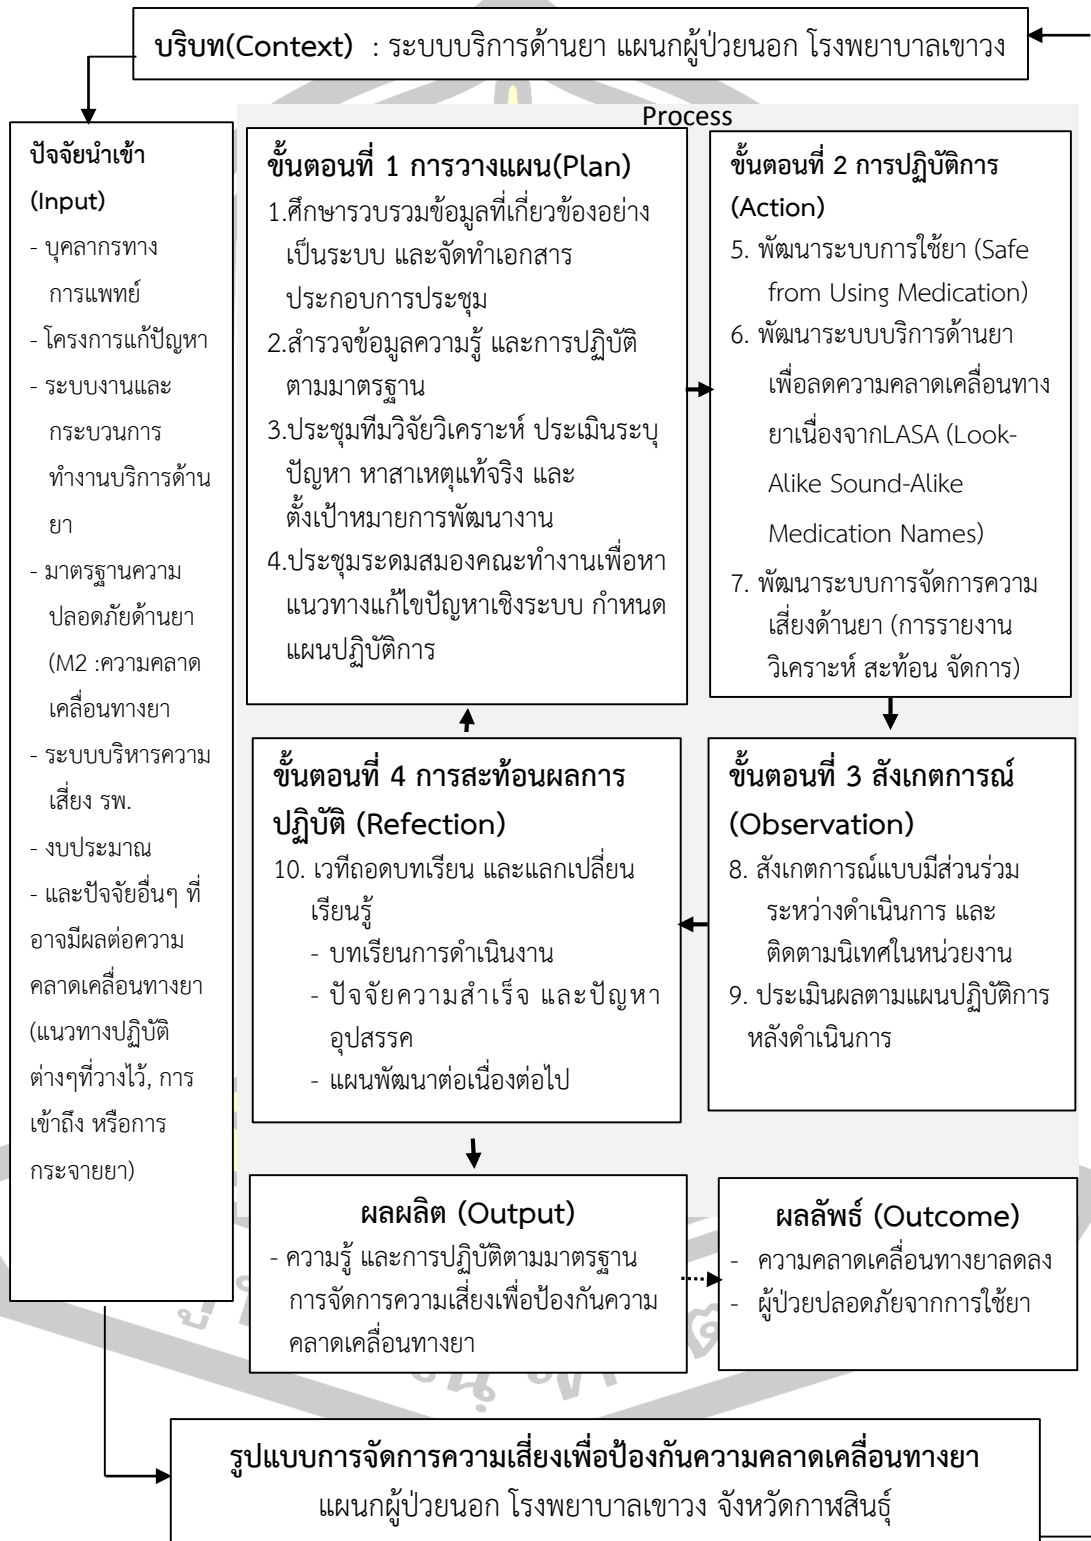 บริบท(Context) : ระบบบริการด้านยา แผนกผู้ป่วยนอก โรงพยาบาลเขาวง
ปัจจัยนำเข้า
(Input)
- บุคลากรทาง
การแพทย์
- โครงการแก้ปัญหา
- ระบบงานและ
กระบวนการ
ทำงานบริการด้าน
ยา
- มาตรฐานความ
ปลอดภัยด้านยา
(M2 :ความคลาด
เคลื่อนทางยา
- ระบบบริหารความ
เสี่ยง รพ.
- งบประมาณ
- และปัจจัยอื่นๆ ที่
อาจมีผลต่อความ
คลาดเคลื่อนทางยา
(แนวทางปฏิบัติ
ต่างๆที่วางไว้, การ
เข้าถึง หรือการ
กระจายยา)
Process
ขั้นตอนที่ 1 การวางแผน(Plan)
1.ศึกษารวบรวมข้อมูลที่เกี่ยวข้องอย่าง
เป็นระบบ และจัดทำเอกสาร
ประกอบการประชุม
2.สำรวจข้อมูลความรู้ และการปฏิบัติ
ตามมาตรฐาน
3.ประชุมทีมวิจัยวิเคราะห์ ประเมินระบุ
ปัญหา หาสาเหตุแท้จริง และ
ตั้งเป้าหมายการพัฒนางาน
4.ประชุมระดมสมองคณะทำงานเพื่อหา
แนวทางแก้ไขปัญหาเชิงระบบ กำหนด
แผนปฏิบัติการ
ขั้นตอนที่ 2 การปฏิบัติการ
(Action)
5. พัฒนาระบบการใช้ยา (Safe
from Using Medication)
6. พัฒนาระบบบริการด้านยา
เพื่อลดความคลาดเคลื่อนทาง
ยาเนื่องจากLASA (Look-
Alike Sound-Alike
Medication Names)
7. พัฒนาระบบการจัดการความ
เสี่ยงด้านยา (การรายงาน
วิเคราะห์ สะท้อน จัดการ)
ขั้นตอนที่ 3 สังเกตการณ์
(Observation)
8. สังเกตการณ์แบบมีส่วนร่วม
ระหว่างดำเนินการ และ
ติดตามนิเทศในหน่วยงาน
9. ประเมินผลตามแผนปฏิบัติการ
หลังดำเนินการ
ขั้นตอนที่ 4 การสะท้อนผลการ
ปฏิบัติ (Refection)
10. เวทีถอดบทเรียน และแลกเปลี่ยน
เรียนรู้
- บทเรียนการดำเนินงาน
- ปัจจัยความสำเร็จ และปัญหา
อุปสรรค
- แผนพัฒนาต่อเนื่องต่อไป
ผลผลิต (Output)
- ความรู้ และการปฏิบัติตามมาตรฐาน
การจัดการความเสี่ยงเพื่อป้องกันความ
คลาดเคลื่อนทางยา
ผลลัพธ์ (Outcome)
- ความคลาดเคลื่อนทางยาลดลง
- ผู้ป่วยปลอดภัยจากการใช้ยา
รูปแบบการจัดการความเสี่ยงเพื่อป้องกันความคลาดเคลื่อนทางยา
แผนกผู้ป่วยนอก โรงพยาบาลเขาวง จังหวัดกาฬสินธุ์